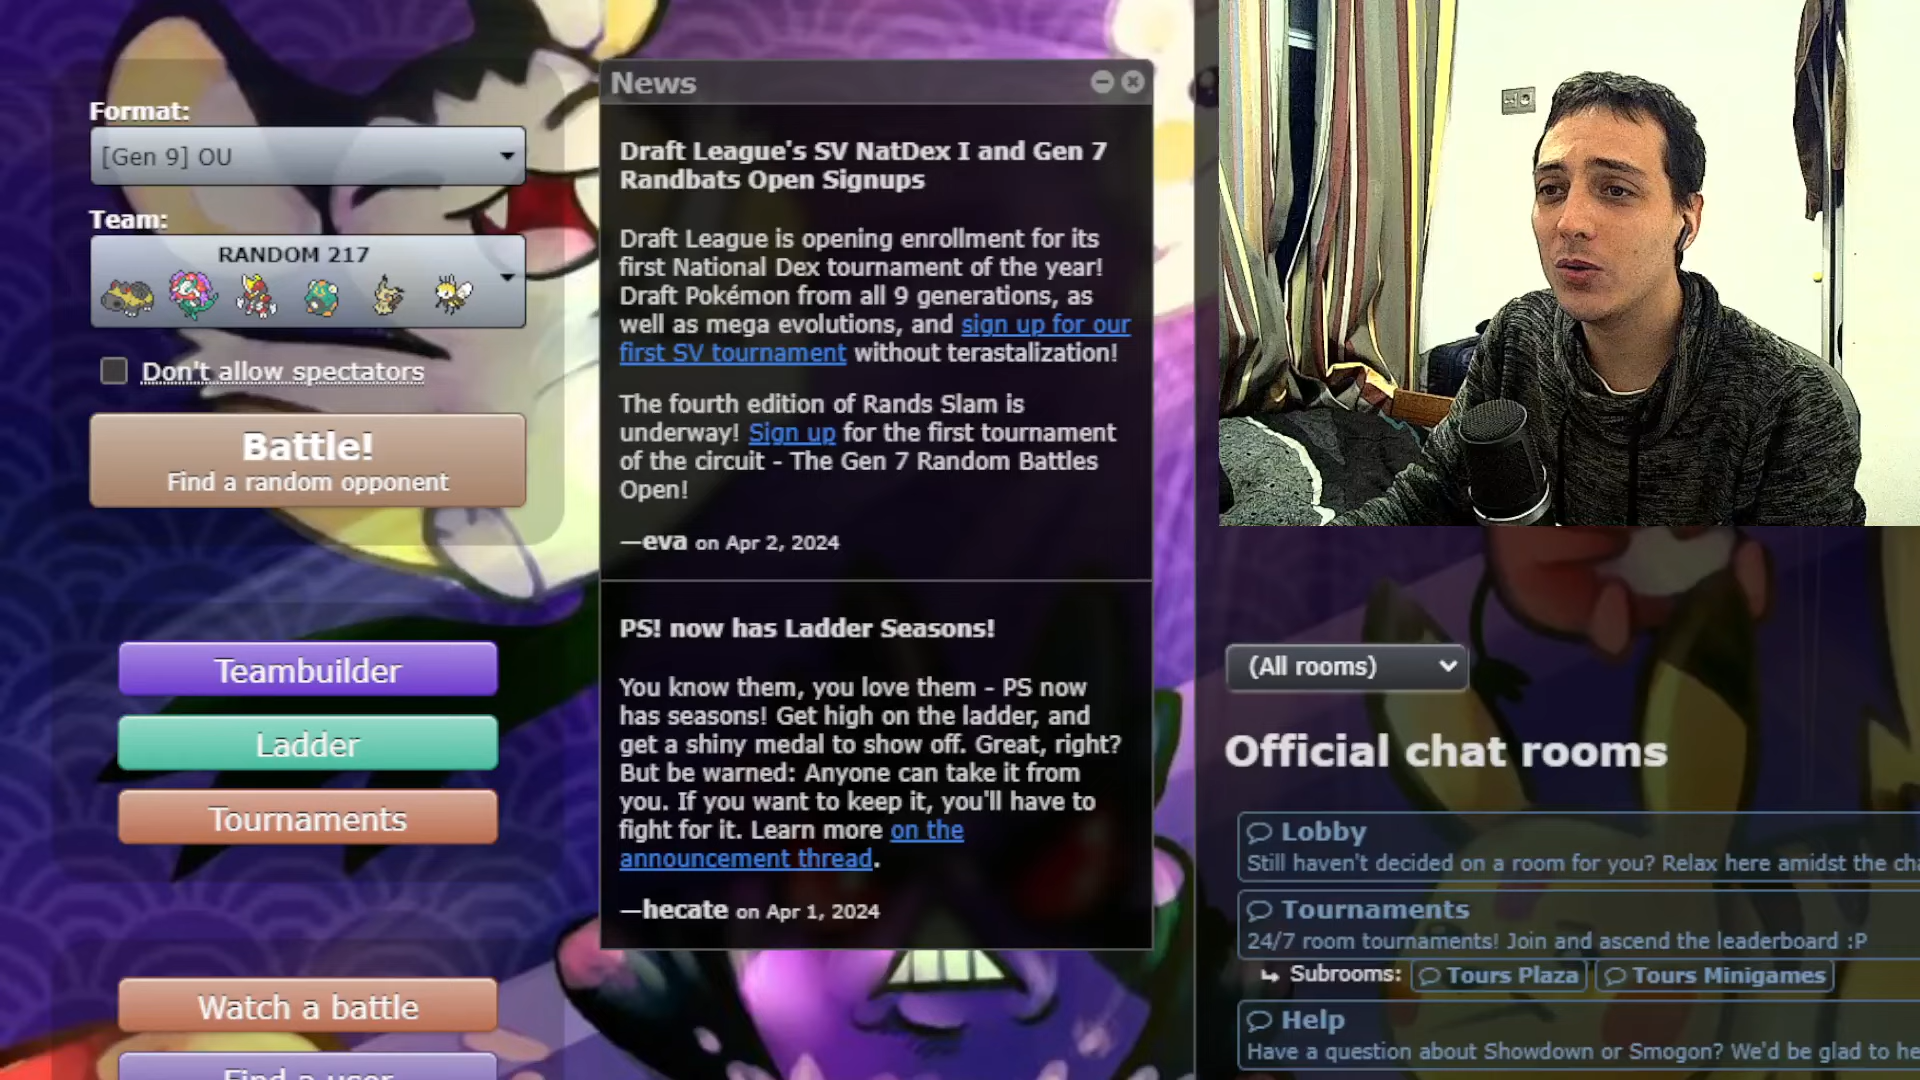 Format:
[Gen 9] OU
Team:
RANDOM 217
Don't allow spectators
Battle!
Find a random opponent
Teambuilder
Ladder
Tournaments
Watch a battle
Find a user
News
Draft League's SV NatDex I and Gen 7
Randbats Open Signups
Draft League is opening enrollment for its
first National Dex tournament of the year!
Draft Pokémon from all 9 generations, as
well as mega evolutions, and sign up for our
first SV tournament without terastalization!
The fourth edition of Rands Slam is
underway! Sign up for the first tournament
of the circuit - The Gen 7 Random Battles
Open!
—eva on Apr 2, 2024
PS! now has Ladder Seasons!
You know them, you love them - PS now
has seasons! Get high on the ladder, and
get a shiny medal to show off. Great, right?
But be warned: Anyone can take it from
you. If you want to keep it, you'll have to
fight for it. Learn more on the
announcement thread.
—hecate on Apr 1, 2024
(All rooms)
Official chat rooms
Lobby
Still haven't decided on a room for you? Relax here amidst the cha
Tournaments
24/7 room tournaments! Join and ascend the leaderboard :P
Subrooms: Tours Plaza Tours Minigames
Help
Have a question about Showdown or Smogon? We'd be glad to he